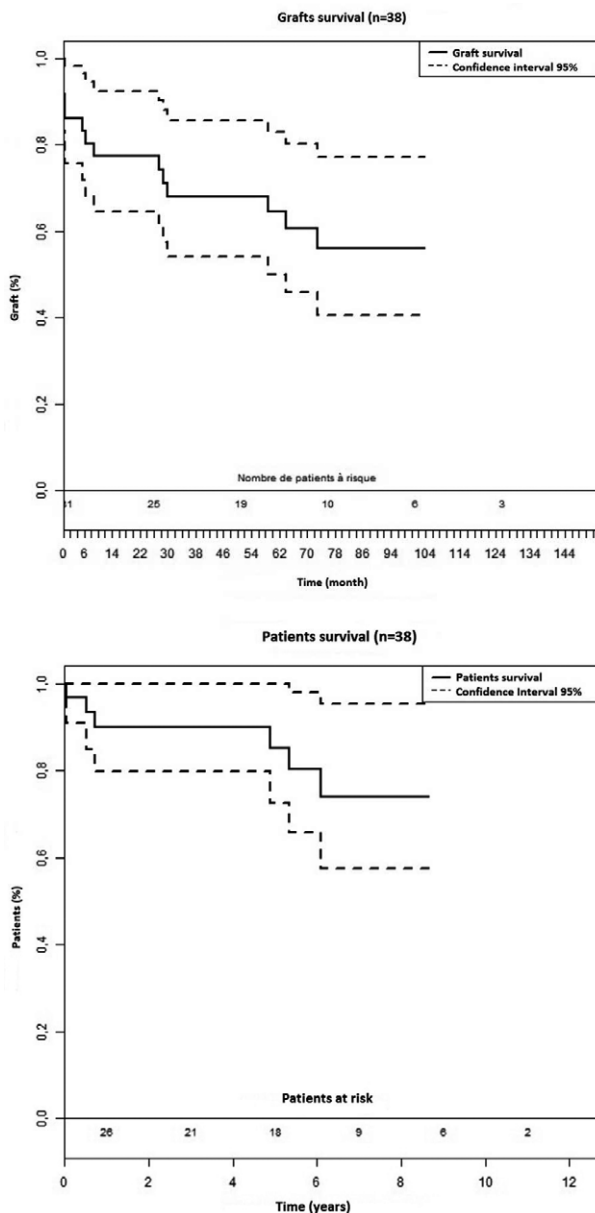 Grafts survival (n=38)
Graft survival
Confidence interval 95%
Graft (%)
1,0
0,8
0,6
0,4
0,2
0,0
Nombre de patients à risque
25 19 10 6 3
0 6 14 22 30 38 46 54 62 70 78 86 94 104 114 124 134 144
Time (month)
Patients survival (n=38)
Patients survival
Confidence Interval 95%
Patients (%)
1,0
0,8
0,6
0,4
0,2
0,0
Patients at risk
26 21 18 9 6 2
0 2 4 6 8 10 12
Time (years)